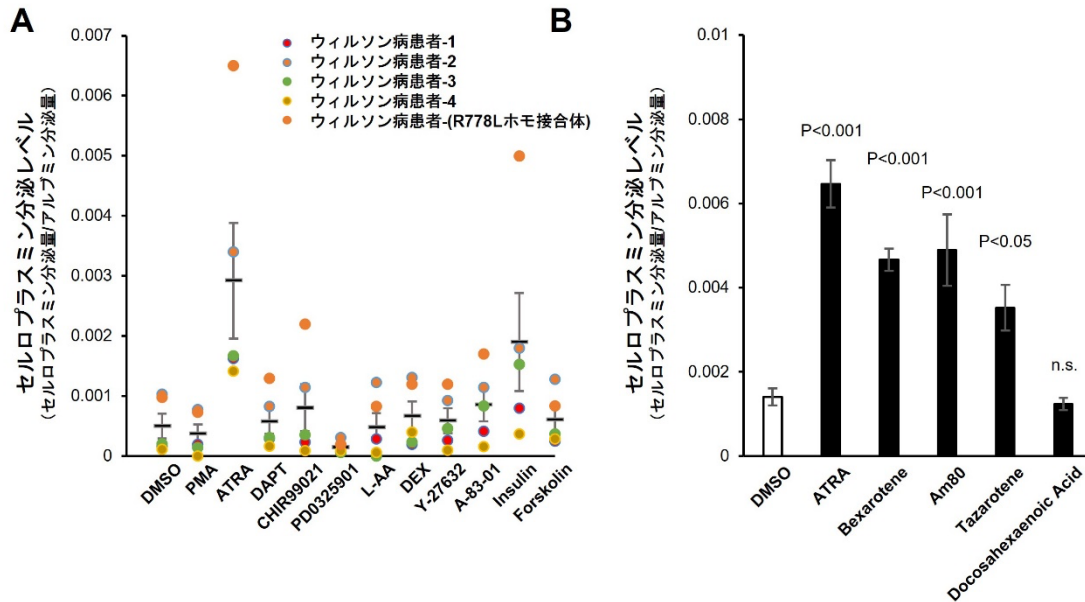 A
セルロプラスミン分泌レベル
(セルロプラスミン分泌量/アルブミン分泌量)
0.007
0.006
0.005
0.004
0.003
0.002
0.001
0
ウィルソン病患者-1
ウィルソン病患者-2
ウィルソン病患者-3
ウィルソン病患者-4
ウィルソン病患者-(R778Lホモ接合体)
DMSO
PMA
ATRA
DAPT
CHIR99021
PD0325901
L-AA
DEX
Y-27632
A-83-01
Insulin
Forskolin
B
セルロプラスミン分泌レベル
(セルロプラスミン分泌量/アルブミン分泌量)
0.01
0.008
0.006
0.004
0.002
0
P<0.001
P<0.001
P<0.001
P<0.05
n.s.
DMSO
ATRA
Bexarotene
Am80
Tazarotene
Docosahexaenoic Acid